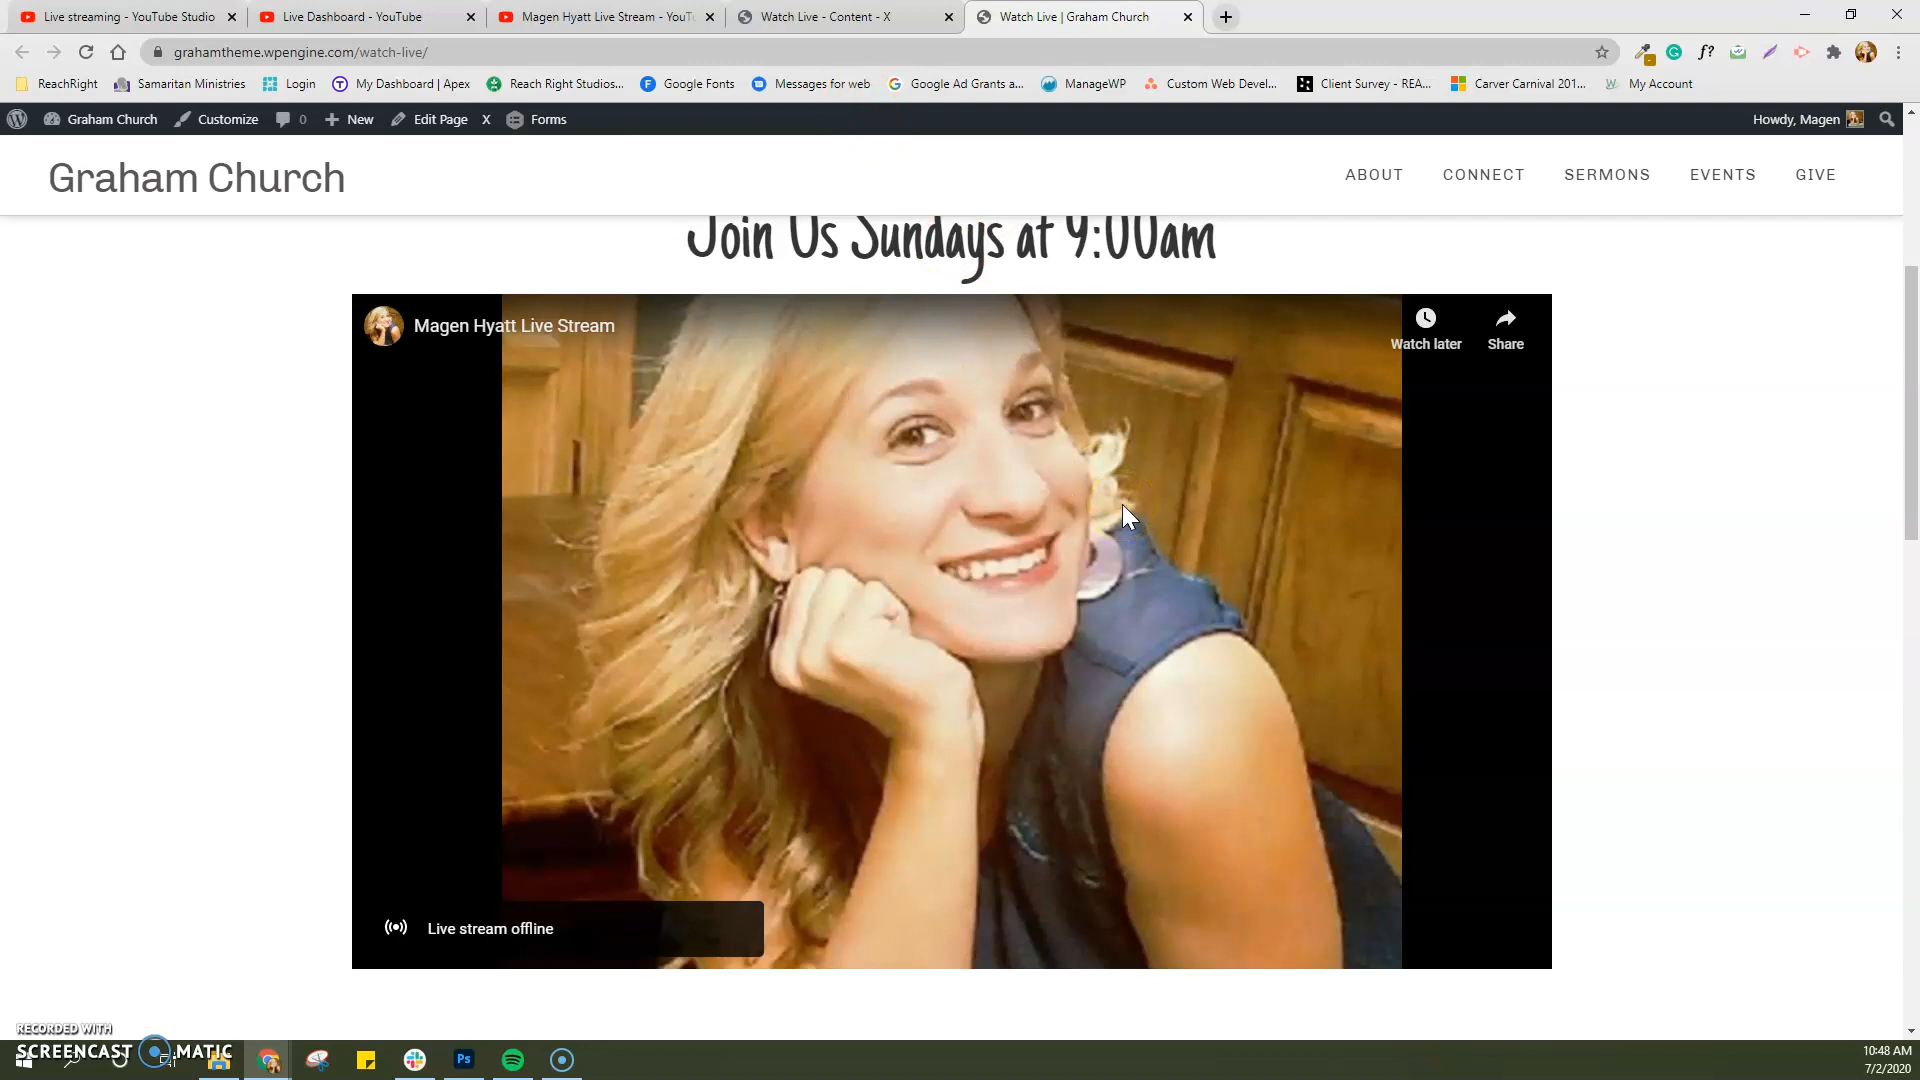 Live streaming - YouTube Studio
Live Dashboard - YouTube
Magen Hyatt Live Stream - YouTu
Watch Live - Content - X
Watch Live | Graham Church
grahamtheme.wpengine.com/watch-live/
f?
ReachRight
Samaritan Ministries
Login
My Dashboard | Apex
Reach Right Studios...
Google Fonts
Messages for web
Google Ad Grants a...
ManageWP
Custom Web Devel...
Client Survey - REA...
Carver Carnival 201...
My Account
Graham Church
Customize
0
New
Edit Page
X
Forms
Howdy, Magen
Graham Church
ABOUT
CONNECT
SERMONS
EVENTS
GIVE
Join Us Sundays at 9:00am
Magen Hyatt Live Stream
Watch later
Share
Live stream offline
RECORDED WITH
SCREENCAST MATIC
Ps
10:48 AM
7/2/2020